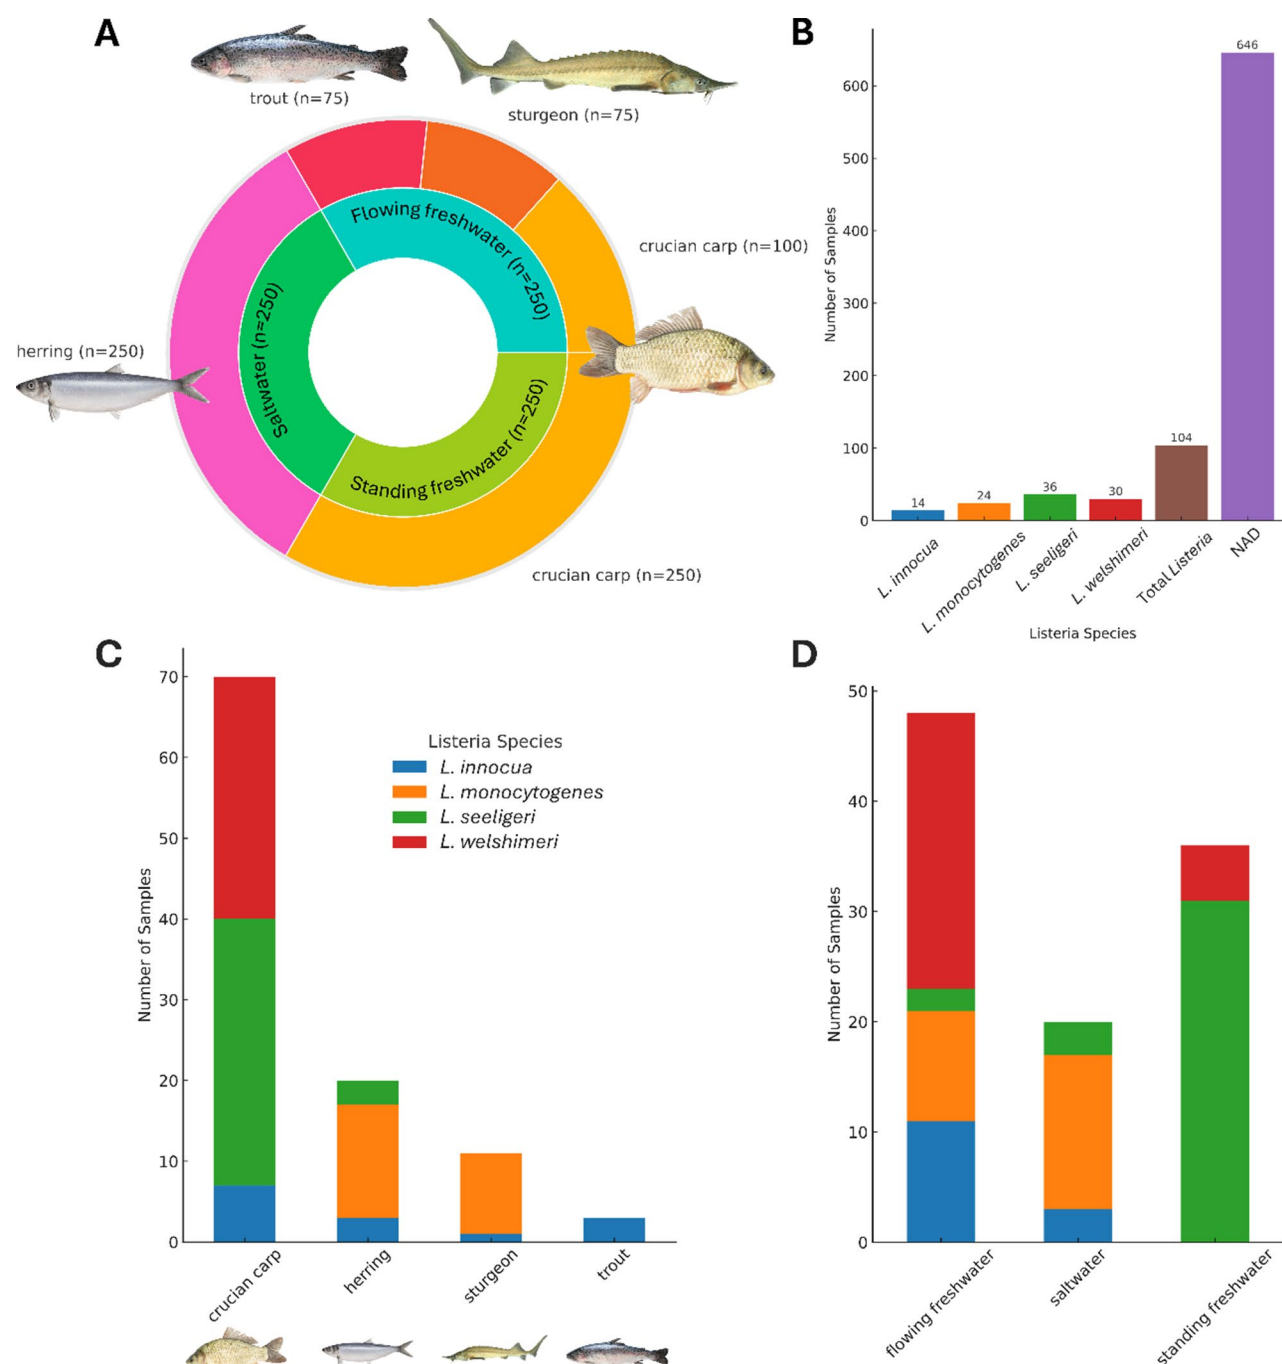 A
trout (n=75)
sturgeon (n=75)
crucian carp (n=100)
herring (n=250)
crucian carp (n=250)
Flowing freshwater (n=250)
Saltwater (n=250)
Standing freshwater (n=250)
B
Number of Samples
600
500
400
300
200
100
0
14
24
36
30
104
646
L. innocua
L. monocytogenes
L. seeligeri
L. welshimeri
Total Listeria
NAD
Listeria Species
C
Number of Samples
70
60
50
40
30
20
10
0
Listeria Species
L. innocua
L. monocytogenes
L. seeligeri
L. welshimeri
crucian carp
herring
sturgeon
trout
D
Number of Samples
50
40
30
20
10
0
flowing freshwater
saltwater
standing freshwater